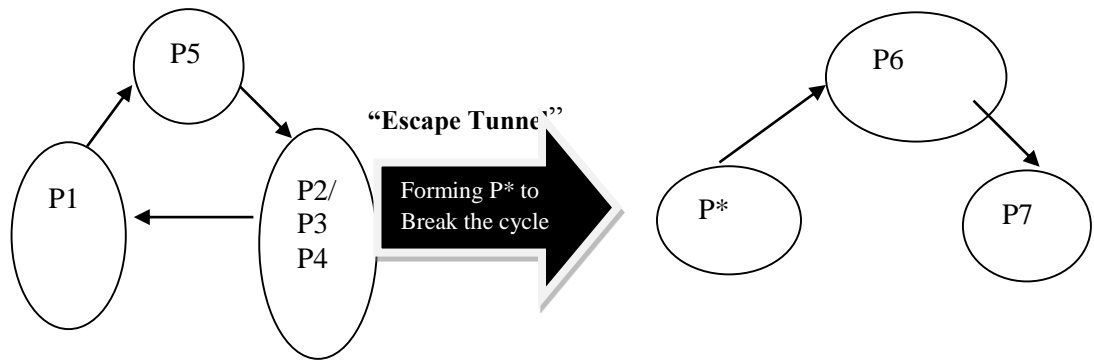 P5
P1
P2/
P3
P4
“Escape Tunnel”
Forming P* to
Break the cycle
P6
P*
P7